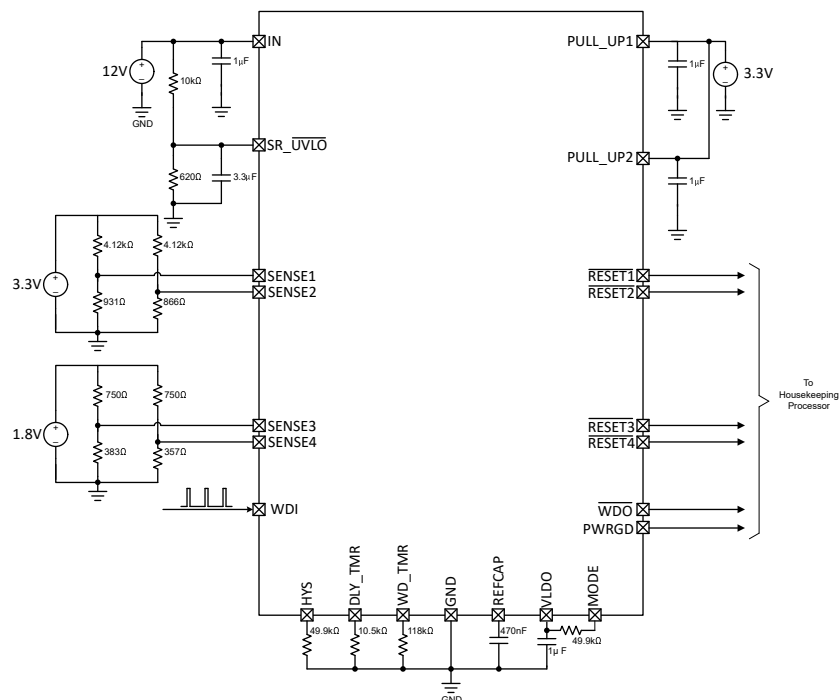 IN
PULL_UP1
12V
1µF
10kΩ
GND
1µF
3.3V
SR_UVLO
PULL_UP2
620Ω
3.3µF
1µF
4.12kΩ
4.12kΩ
3.3V
SENSE1
SENSE2
931Ω
866Ω
RESET1
RESET2
750Ω
750Ω
1.8V
SENSE3
SENSE4
383Ω
357Ω
RESET3
RESET4
To
Housekeeping
Processor
WDI
WDO
PWRGD
HYS
DLY_TMR
WD_TMR
GND
REFCAP
VLDO
MODE
49.9kΩ
10.5kΩ
118kΩ
470nF
1µ F
49.9kΩ
GND